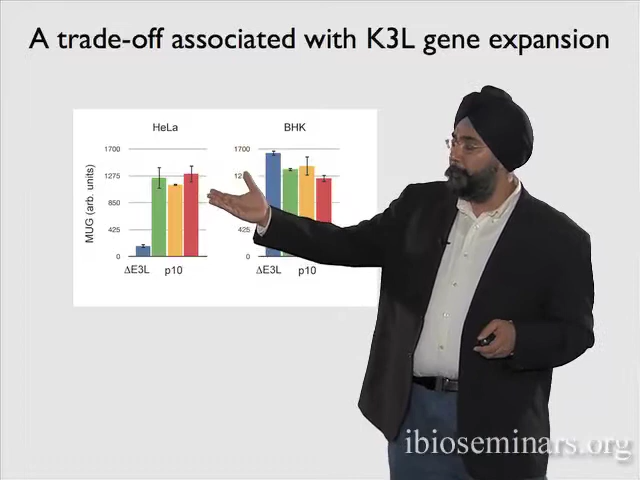 A trade-off associated with K3L gene expansion
HeLa
BHK
MUG (arb. units)
1700
1275
850
425
0
ΔE3L
p10
1700
425
0
ΔE3L
p10
ibioseminars.org